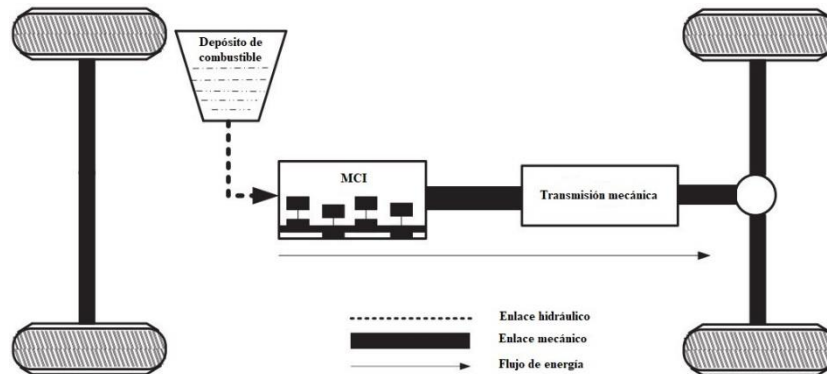 Depósito de
combustible
MCI
Transmisión mecánica
Enlace hidráulico
Enlace mecánico
Flujo de energía